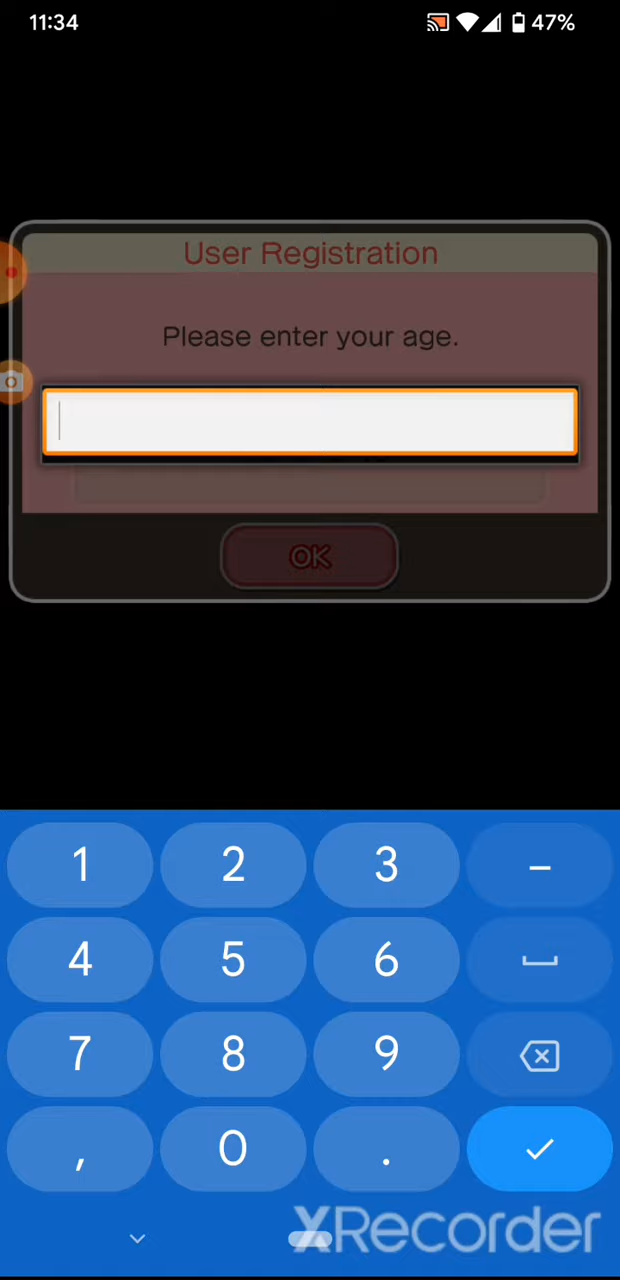 11:34 47%
User Registration
Please enter your age.
OK
1 2 3 –
4 5 6
7 8 9
, 0 .
XRecorder